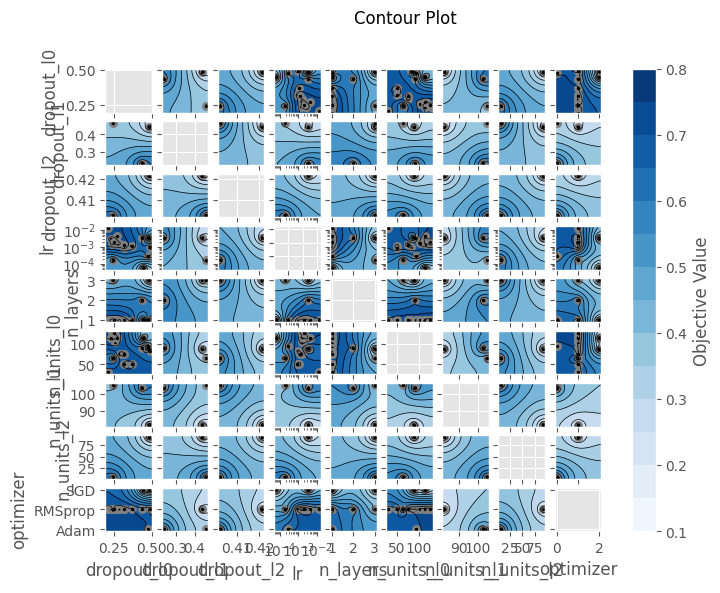 Contour Plot
dropout_l0
0.50
0.25
dropout_l1
0.4
0.3
dropout_l2
0.42
0.41
lr
10⁻²
10⁻³
10⁻⁴
n_layers
3
2
1
n_units_l0
100
50
n_units_l1
100
90
n_units_l2
75
50
25
optimizer
SGD
RMSprop
Adam
0.25 0.50 0.3 0.4 0.41 0.42 1 2 3 50 100 90 100 25 50 75 0 2
dropout_l0 dropout_l1 dropout_l2 lr n_layers n_units_l0 n_units_l1 n_units_l2 optimizer
0.8
0.7
0.6
0.5
0.4
0.3
0.2
0.1
Objective Value